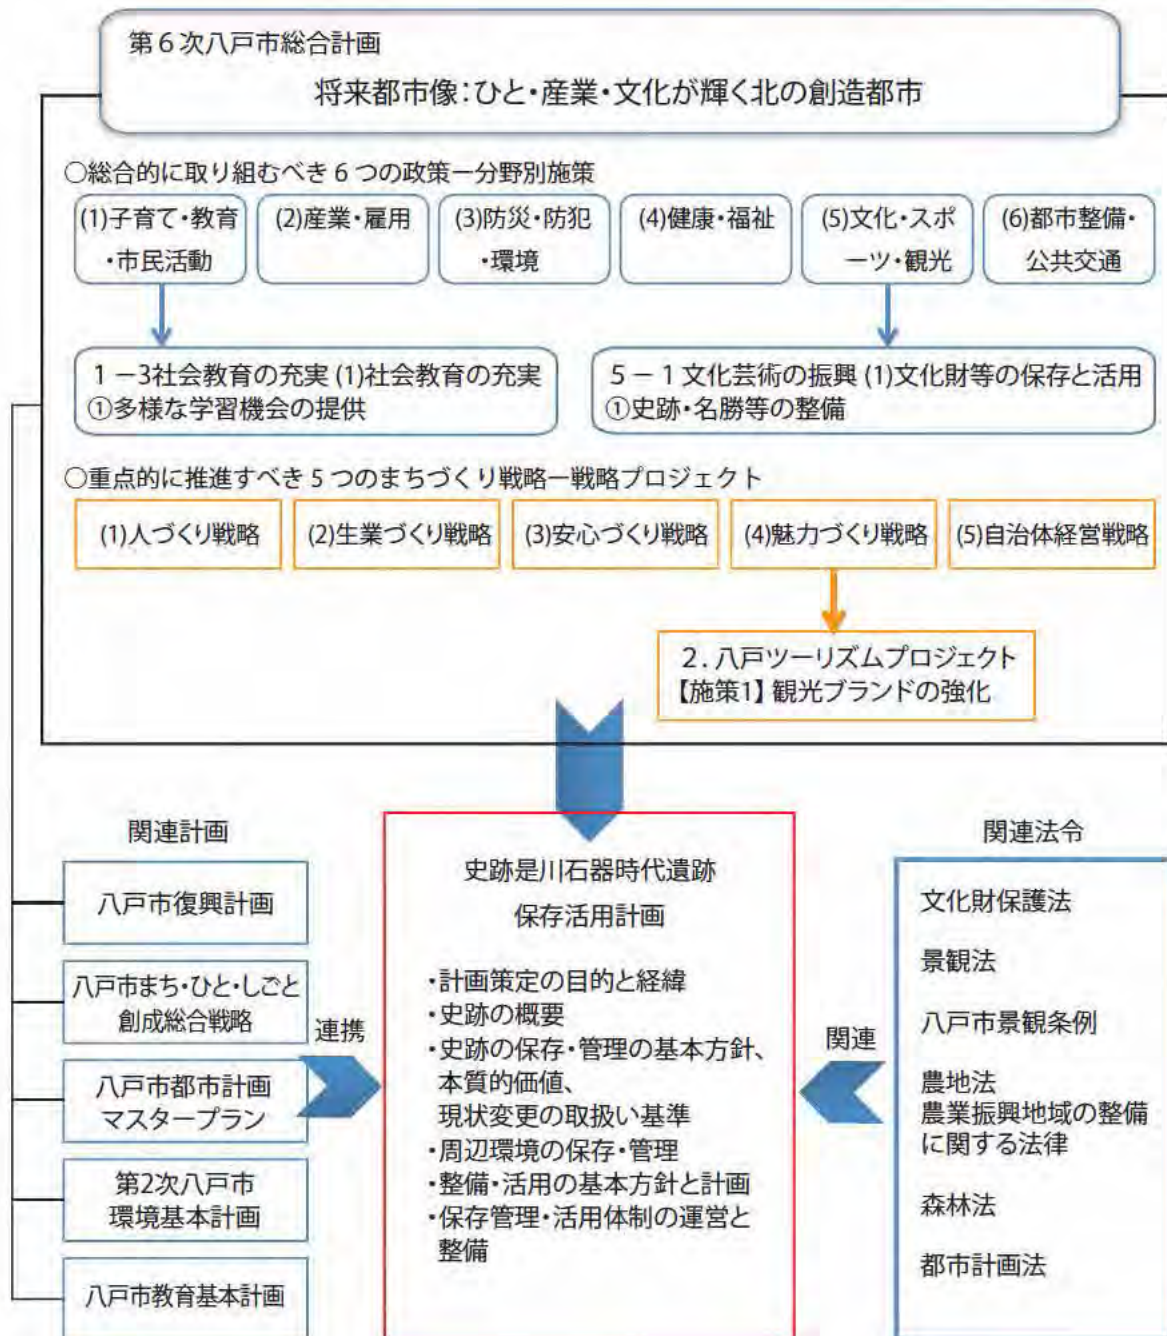 第6次八戸市総合計画
将来都市像：ひと・産業・文化が輝く北の創造都市
○総合的に取り組むべき6つの政策ー分野別施策
(1)子育て・教育
・市民活動
(2)産業・雇用
(3)防災・防犯
・環境
(4)健康・福祉
(5)文化・スポ
ーツ・観光
(6)都市整備・
公共交通
1－3社会教育の充実 (1)社会教育の充実
①多様な学習機会の提供
5－1文化芸術の振興 (1)文化財等の保存と活用
①史跡・名勝等の整備
○重点的に推進すべき5つのまちづくり戦略ー戦略プロジェクト
(1)人づくり戦略
(2)生業づくり戦略
(3)安心づくり戦略
(4)魅力づくり戦略
(5)自治体経営戦略
2．八戸ツーリズムプロジェクト
【施策1】観光ブランドの強化
関連計画
八戸市復興計画
八戸市まち・ひと・しごと
創成総合戦略
八戸市都市計画
マスタープラン
第2次八戸市
環境基本計画
八戸市教育基本計画
連携
史跡是川石器時代遺跡
保存活用計画
・計画策定の目的と経緯
・史跡の概要
・史跡の保存・管理の基本方針、
本質的価値、
現状変更の取扱い基準
・周辺環境の保存・管理
・整備・活用の基本方針と計画
・保存管理・活用体制の運営と
整備
関連
関連法令
文化財保護法
景観法
八戸市景観条例
農地法
農業振興地域の整備
に関する法律
森林法
都市計画法